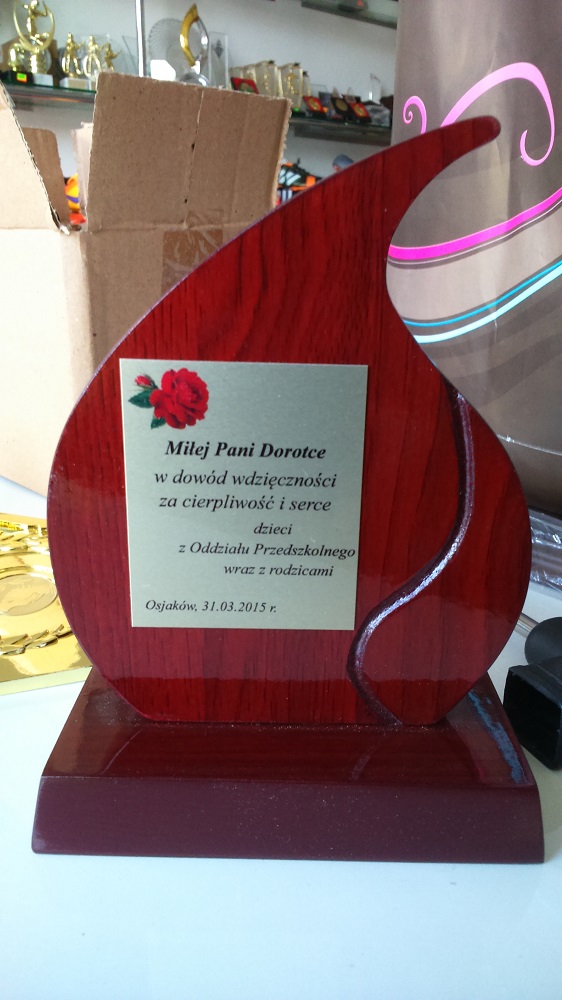 Miłej Pani Dorotce
w dowód wdzięczności
za cierpliwość i serce
dzieci
z Oddziału Przedszkolnego
wraz z rodzicami
Osjaków, 31.03.2015 r.